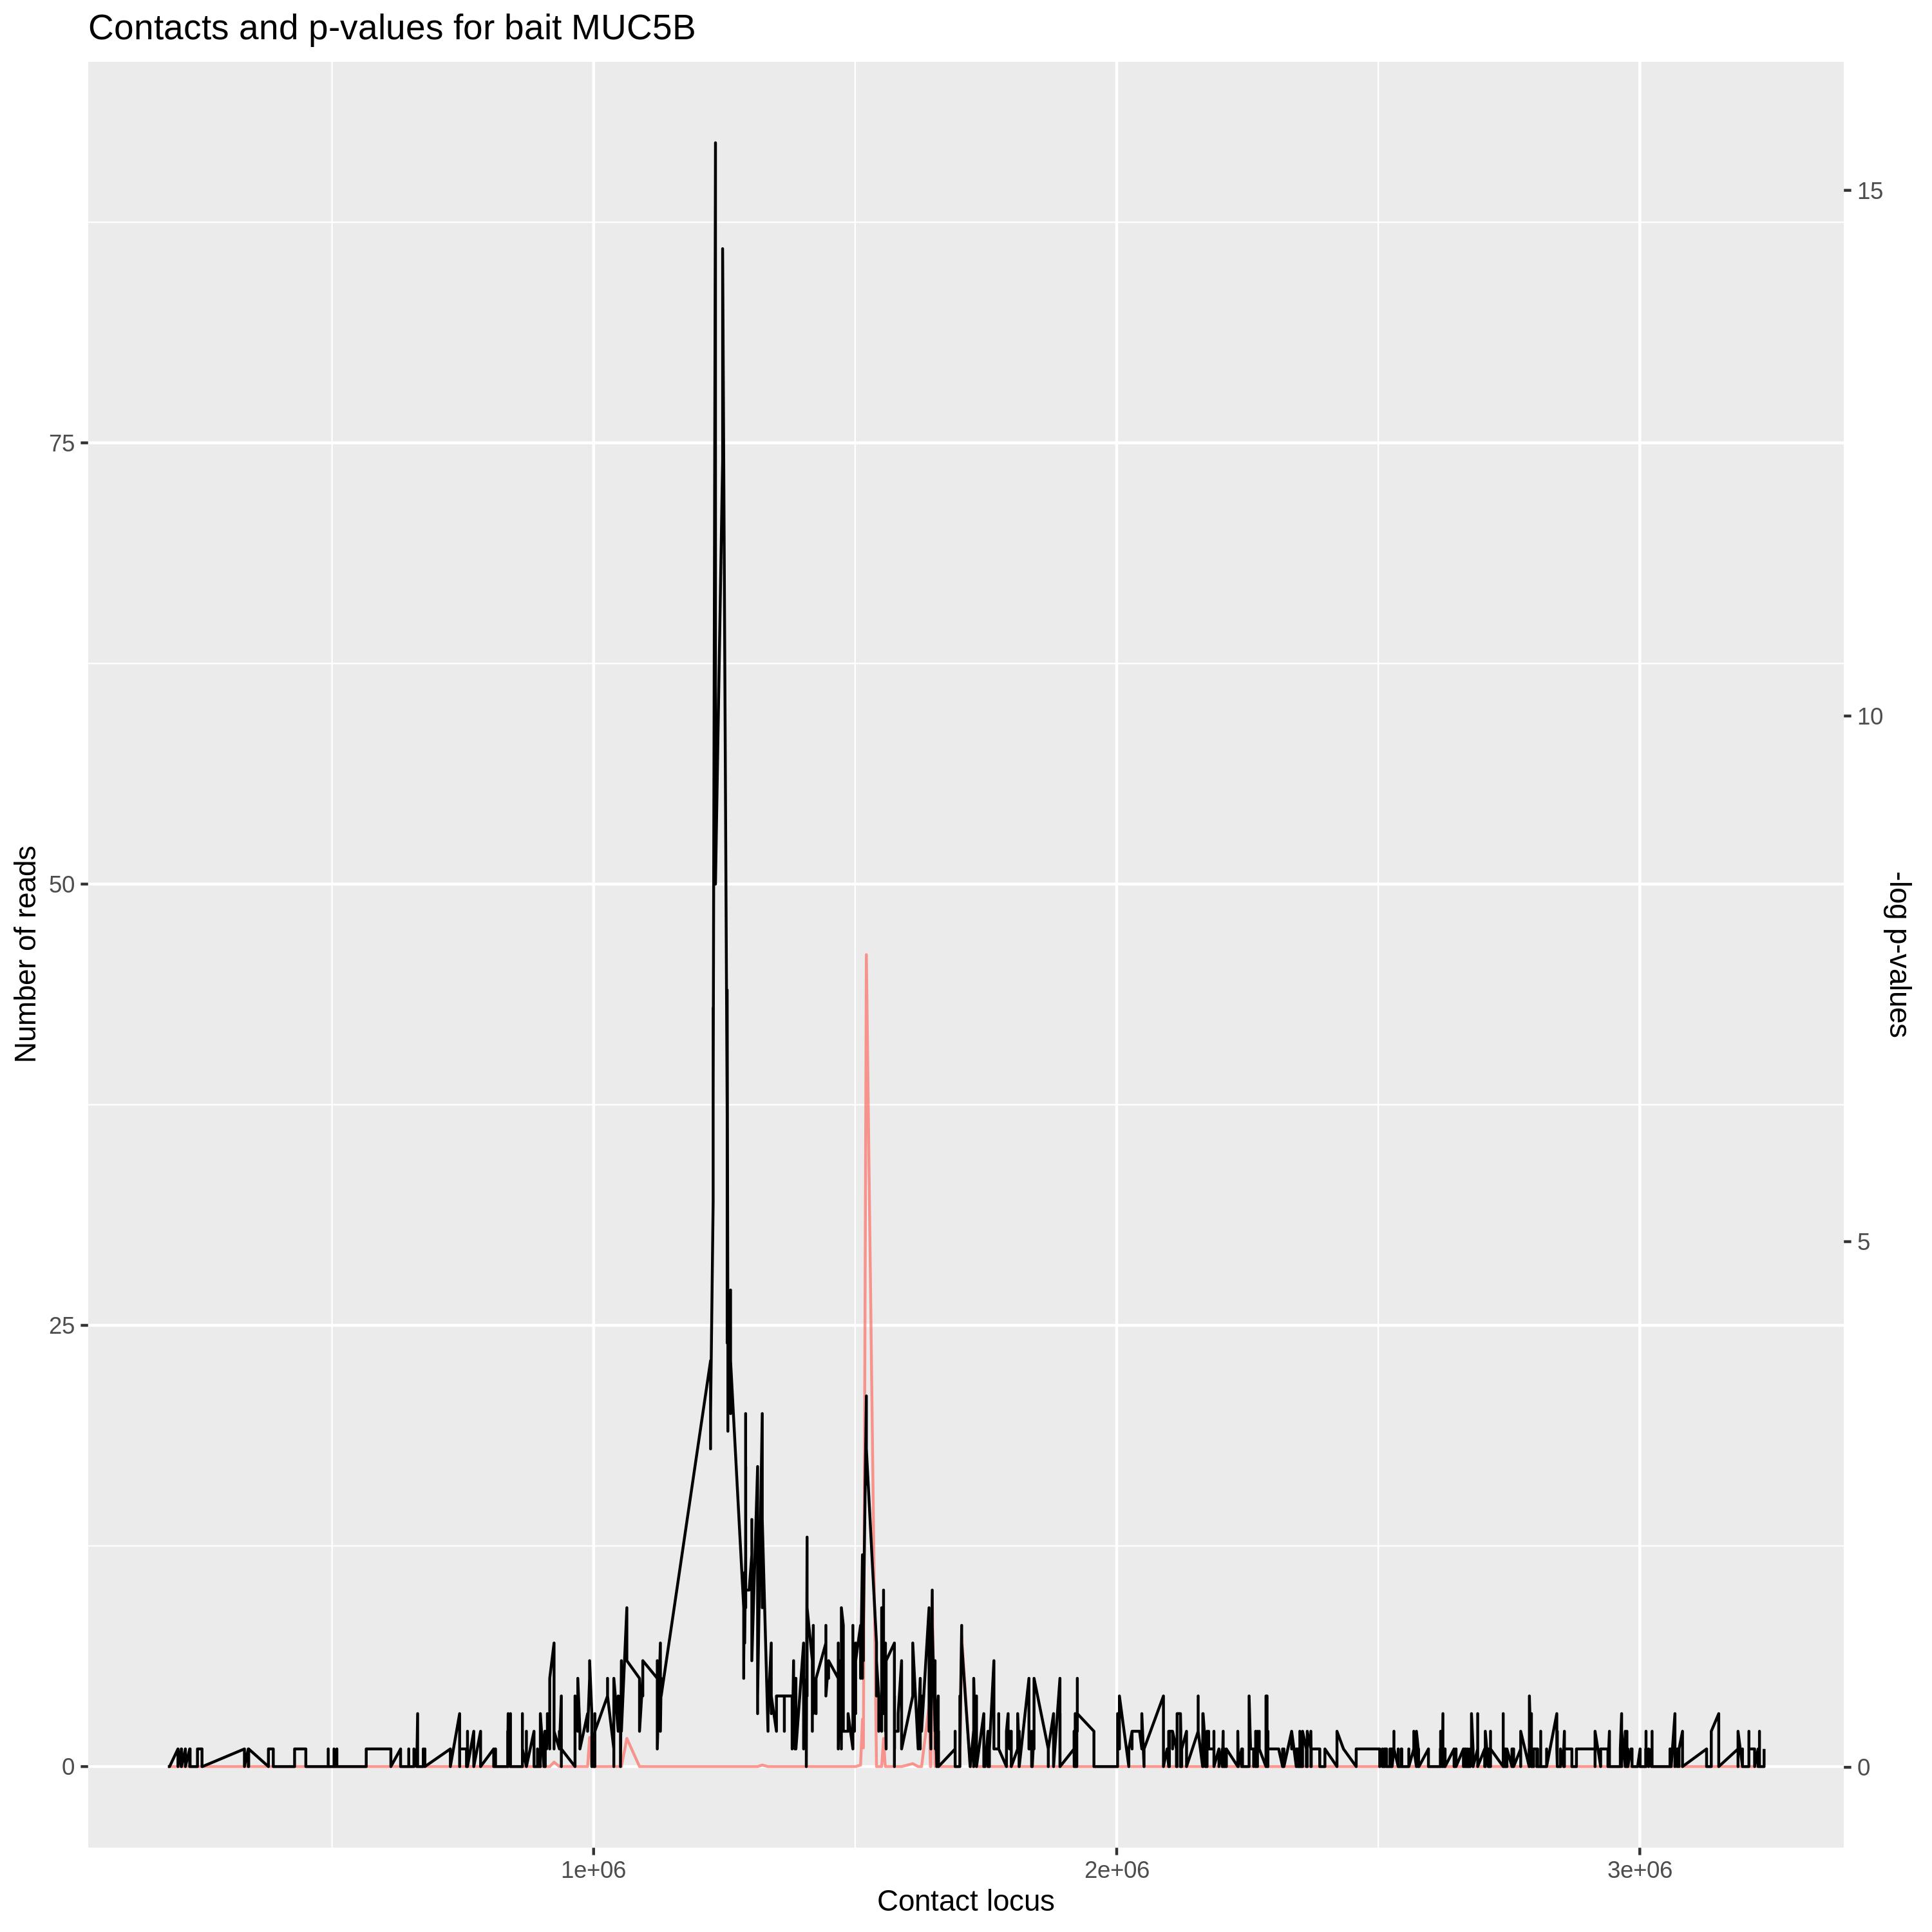 Contacts and p-values for bait MUC5B
75
50
25
0
Number of reads
15
10
5
0
-log p-values
1e+06
2e+06
3e+06
Contact locus